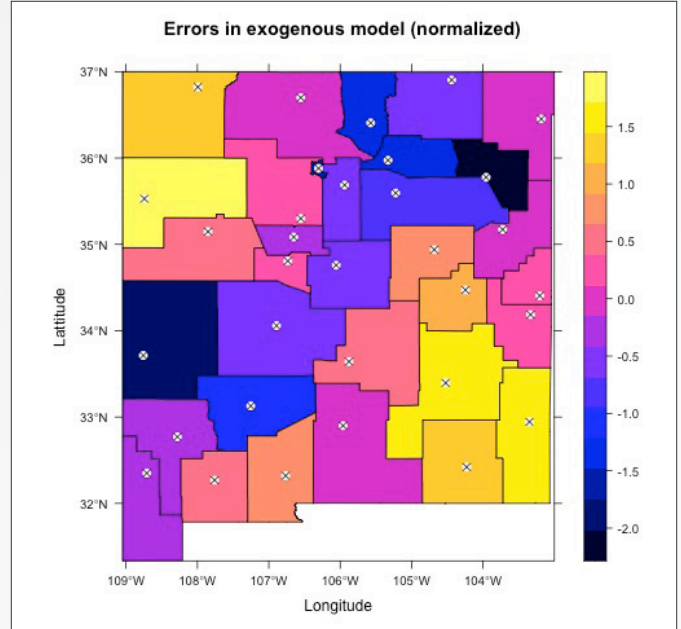 Errors in exogenous model (normalized)
37°N
36°N
35°N
34°N
33°N
32°N
Lattitude
109°W 108°W 107°W 106°W 105°W 104°W
Longitude
1.5
1.0
0.5
0.0
-0.5
-1.0
-1.5
-2.0